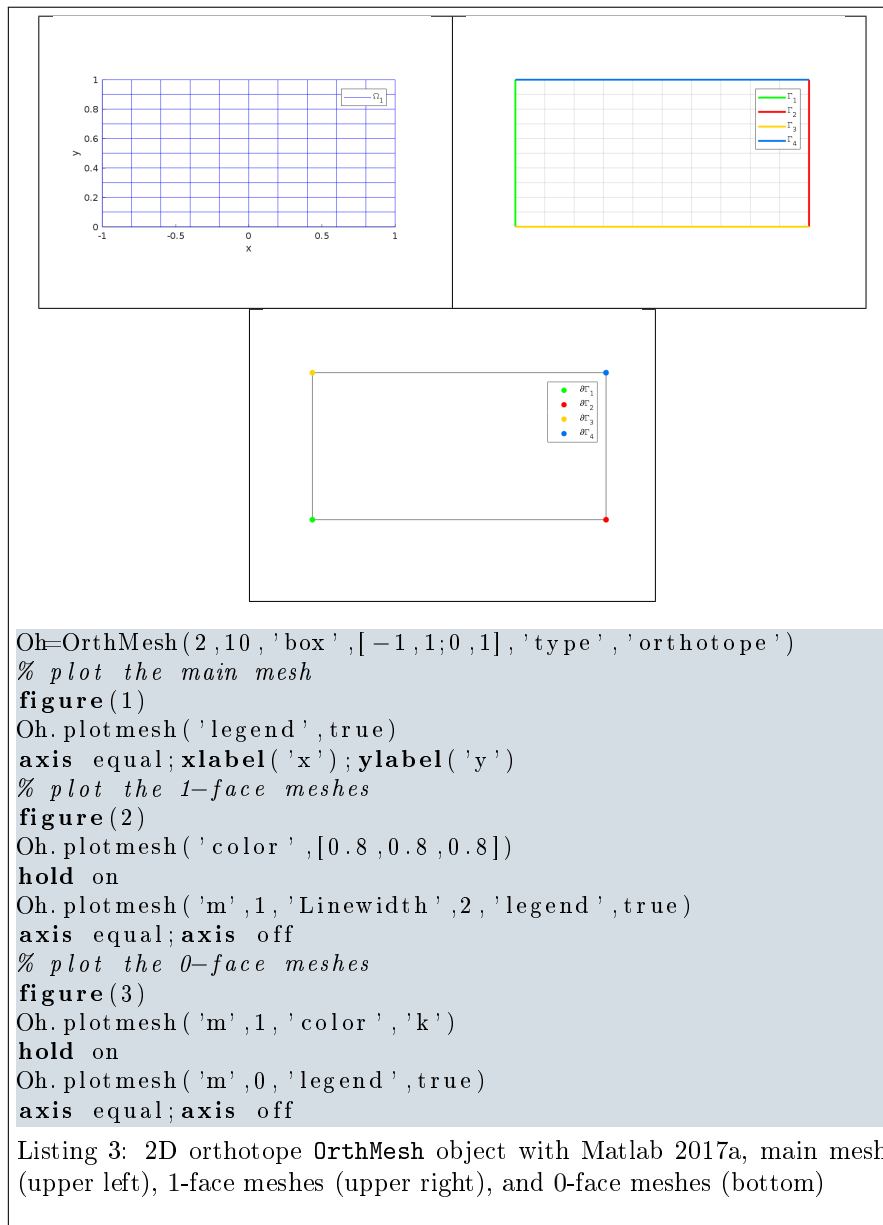 1
0.8
0.6
0.4
0.2
0
y
-1
-0.5
0
0.5
1
x
Ω1
Γ1
Γ2
Γ3
Γ4
∂Γ1
∂Γ2
∂Γ3
∂Γ4
Oh=OrthMesh(2,10,'box',[-1,1;0,1],'type','orthotope')
% plot the main mesh
figure(1)
Oh.plotmesh('legend',true)
axis equal;xlabel('x');ylabel('y')
% plot the 1-face meshes
figure(2)
Oh.plotmesh('color',[0.8,0.8,0.8])
hold on
Oh.plotmesh('m',1,'Linewidth',2,'legend',true)
axis equal;axis off
% plot the 0-face meshes
figure(3)
Oh.plotmesh('m',1,'color','k')
hold on
Oh.plotmesh('m',0,'legend',true)
axis equal;axis off
Listing 3: 2D orthotope OrthMesh object with Matlab 2017a, main mesh
(upper left), 1-face meshes (upper right), and 0-face meshes (bottom)